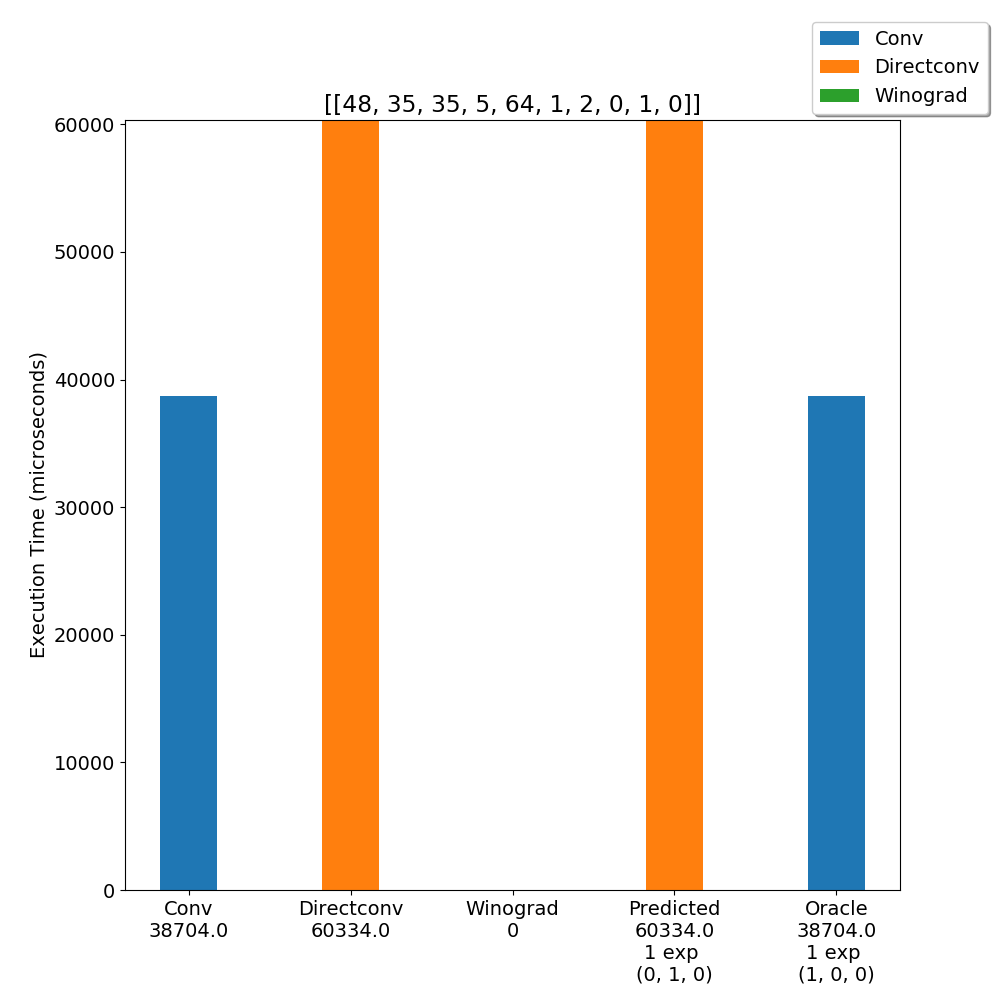 Conv
Directconv
Winograd
[[48, 35, 35, 5, 64, 1, 2, 0, 1, 0]]
Execution Time (microseconds)
60000
50000
40000
30000
20000
10000
0
Conv
38704.0
Directconv
60334.0
Winograd
0
Predicted
60334.0
1 exp
(0, 1, 0)
Oracle
38704.0
1 exp
(1, 0, 0)